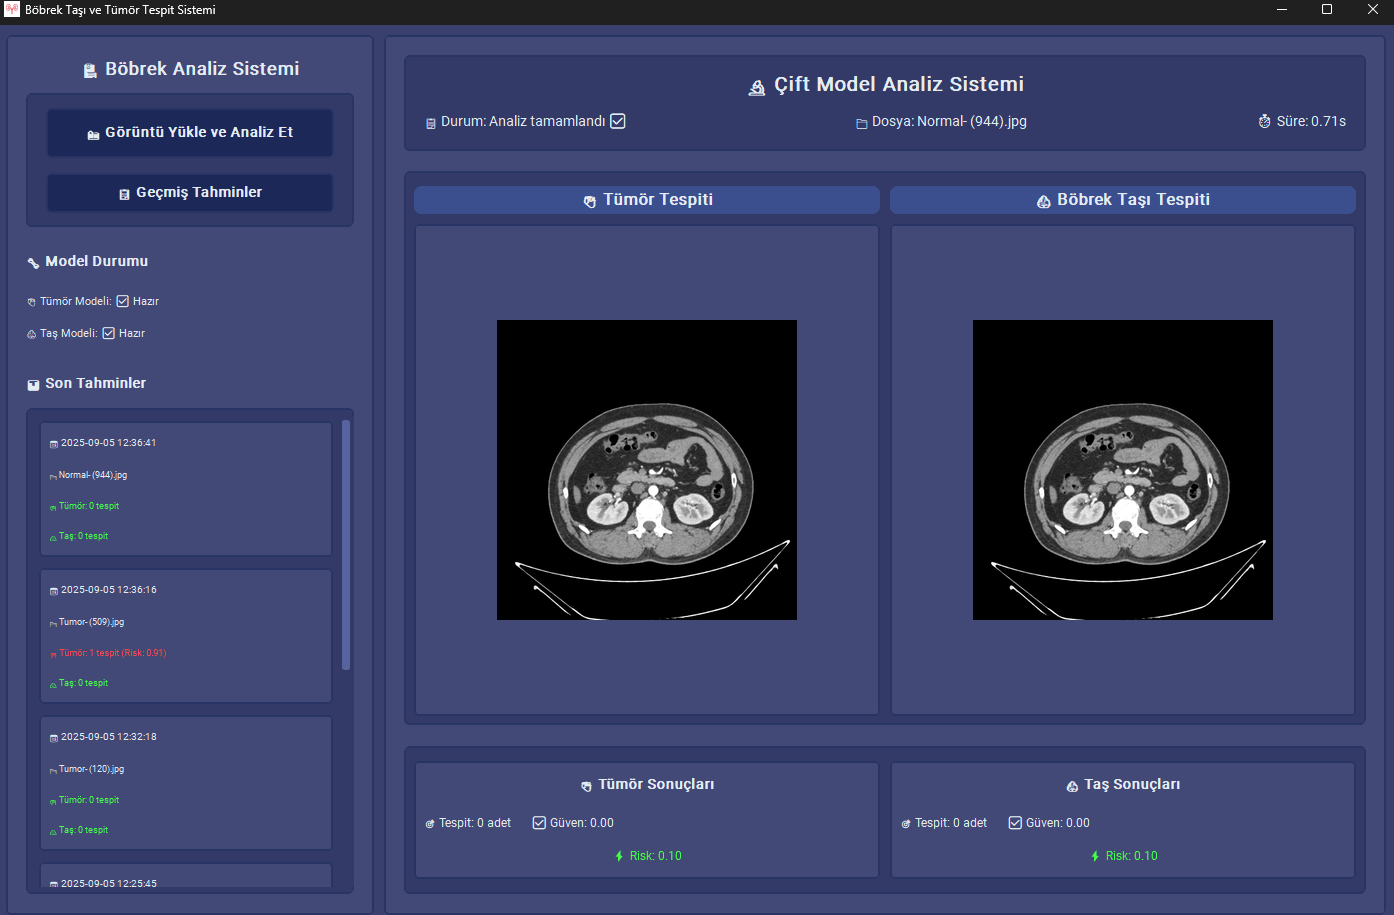 Böbrek Taşı ve Tümör Tespit Sistemi
Böbrek Analiz Sistemi
Görüntü Yükle ve Analiz Et
Geçmiş Tahminler
Model Durumu
Tümör Modeli: Hazır
Taş Modeli: Hazır
Son Tahminler
2025-09-05 12:36:41
Normal- (944).jpg
Tümör: 0 tespit
Taş: 0 tespit
2025-09-05 12:36:16
Tumor- (509).jpg
Tümör: 1 tespit (Risk: 0.91)
Taş: 0 tespit
2025-09-05 12:32:18
Tumor- (120).jpg
Tümör: 0 tespit
Taş: 0 tespit
2025-09-05 12:25:45
Çift Model Analiz Sistemi
Durum: Analiz tamamlandı
Dosya: Normal- (944).jpg
Süre: 0.71s
Tümör Tespiti
Böbrek Taşı Tespiti
Tümör Sonuçları
Tespit: 0 adet
Güven: 0.00
Risk: 0.10
Taş Sonuçları
Tespit: 0 adet
Güven: 0.00
Risk: 0.10